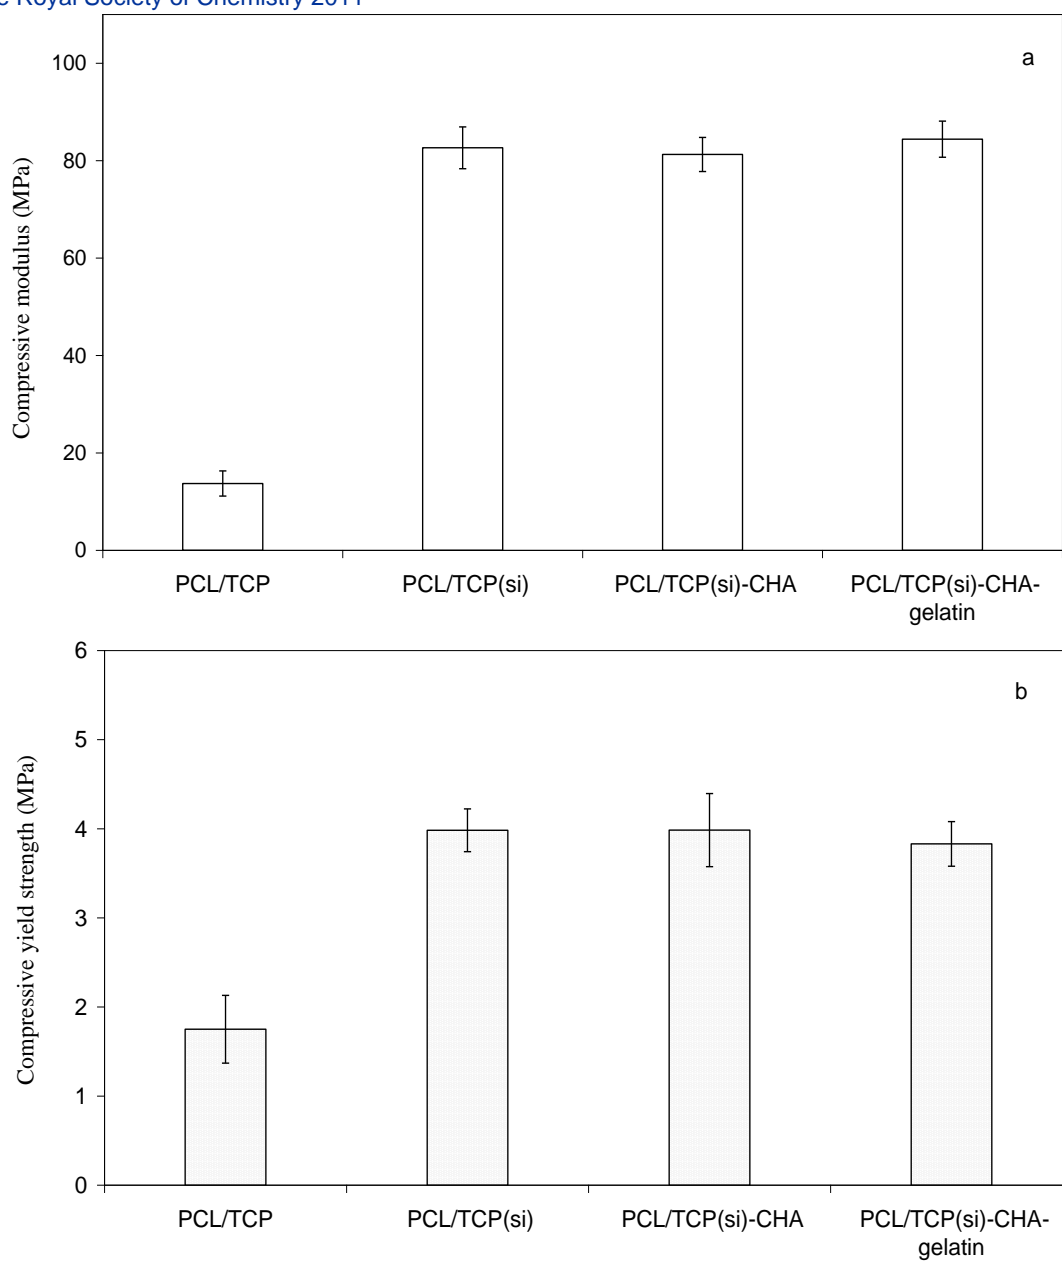 Royal Society of Chemistry 2011
a
Compressive modulus (MPa)
100
80
60
40
20
0
PCL/TCP
PCL/TCP(si)
PCL/TCP(si)-CHA
PCL/TCP(si)-CHA-
gelatin
b
Compressive yield strength (MPa)
6
5
4
3
2
1
0
PCL/TCP
PCL/TCP(si)
PCL/TCP(si)-CHA
PCL/TCP(si)-CHA-
gelatin